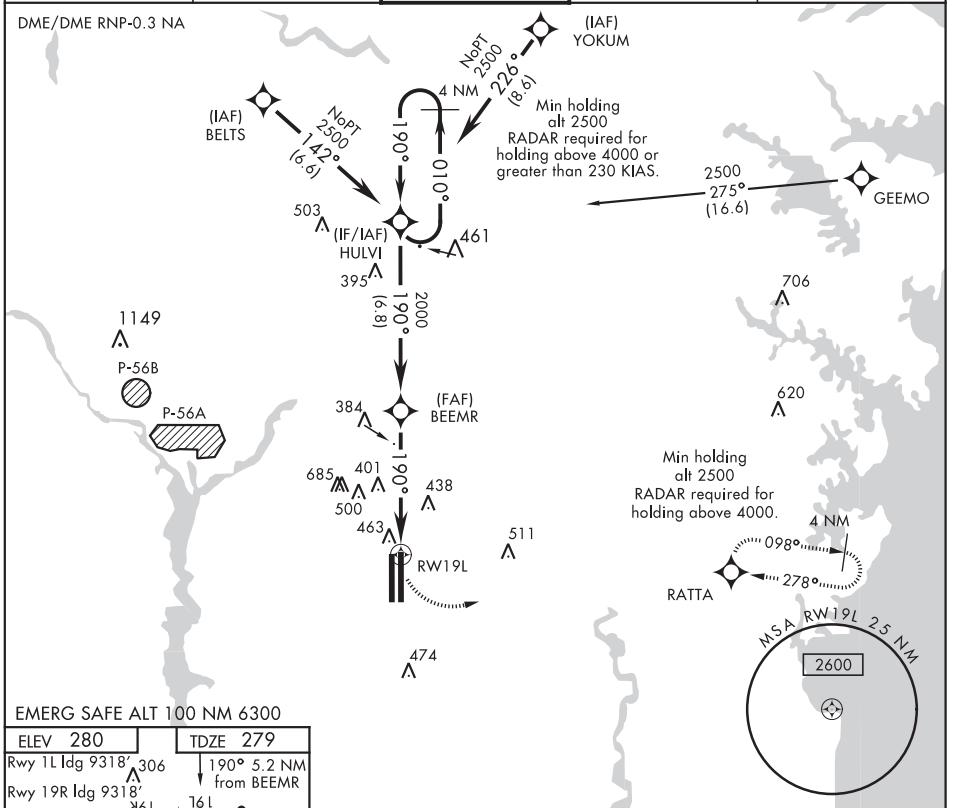 DME/DME RNP-0.3 NA
(IAF)
YOKUM
NoPT
2500
226°
(8.6)
4 NM
(IAF)
BELTS
NoPT
2500
142°
(6.6)
190°
010°
Min holding
alt 2500
RADAR required for
holding above 4000 or
greater than 230 KIAS.
2500
275°
(16.6)
GEEMO
503
(IF/IAF)
HULVI
461
395
2000
190°
(6.8)
706
1149
P-56B
P-56A
384
(FAF)
BEEMR
620
190°
685
401
500
438
463
511
RW19L
Min holding
alt 2500
RADAR required for
holding above 4000.
4 NM
098°
278°
RATTA
474
MSA RW19L 25 NM
2600
EMERG SAFE ALT 100 NM 6300
ELEV 280
TDZE 279
Rwy 1L ldg 9318'
306
190° 5.2 NM
from BEEMR
Rwy 19R ldg 9318'
19L